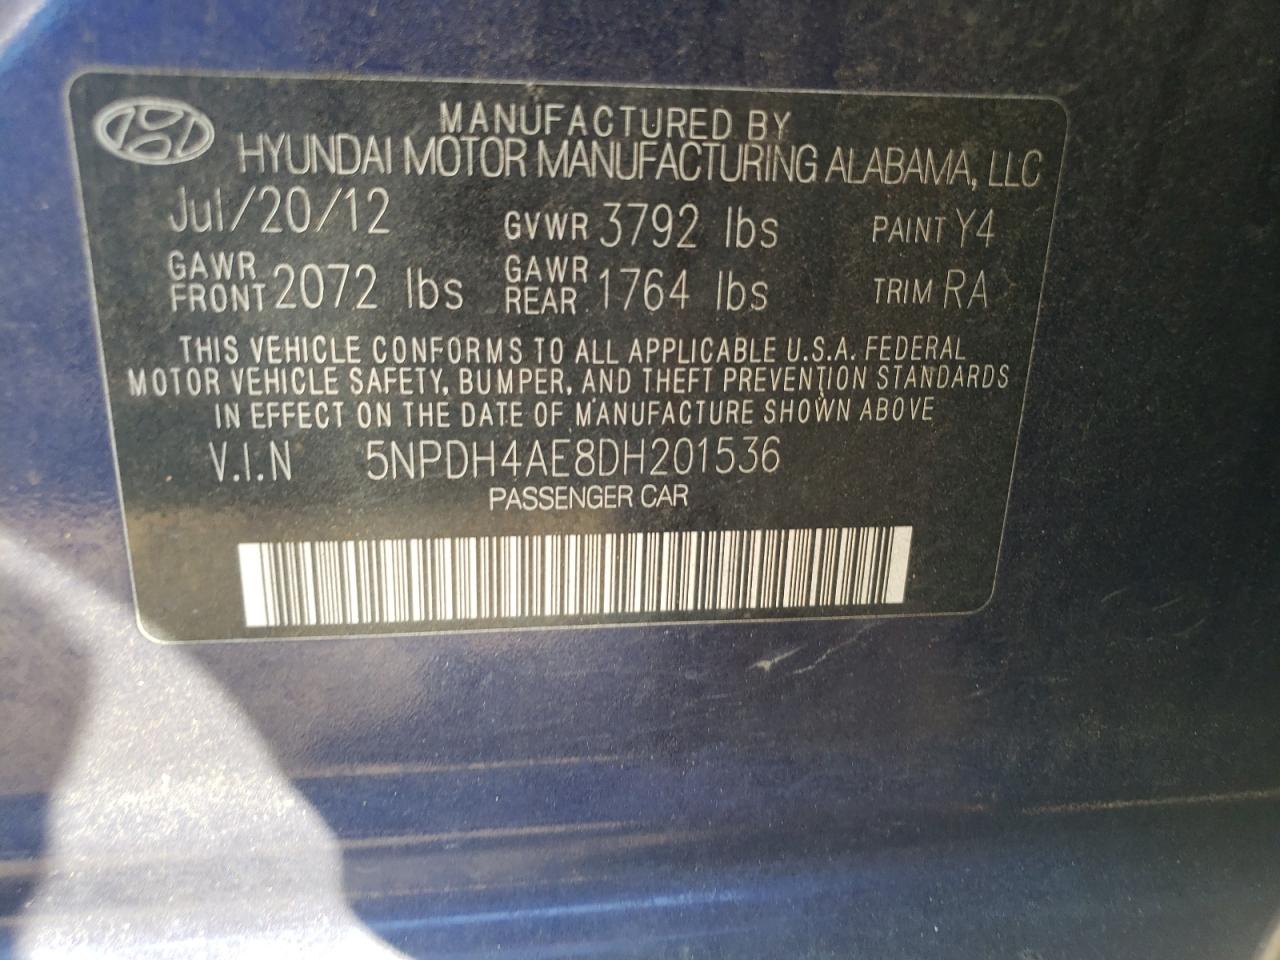 MANUFACTURED BY
HYUNDAI MOTOR MANUFACTURING ALABAMA, LLC
Jul/20/12 GVWR 3792 lbs PAINT Y4
GAWR FRONT 2072 lbs GAWR REAR 1764 lbs TRIM RA
THIS VEHICLE CONFORMS TO ALL APPLICABLE U.S.A. FEDERAL
MOTOR VEHICLE SAFETY, BUMPER, AND THEFT PREVENTION STANDARDS
IN EFFECT ON THE DATE OF MANUFACTURE SHOWN ABOVE
V.I.N 5NPDH4AE8DH201536
PASSENGER CAR